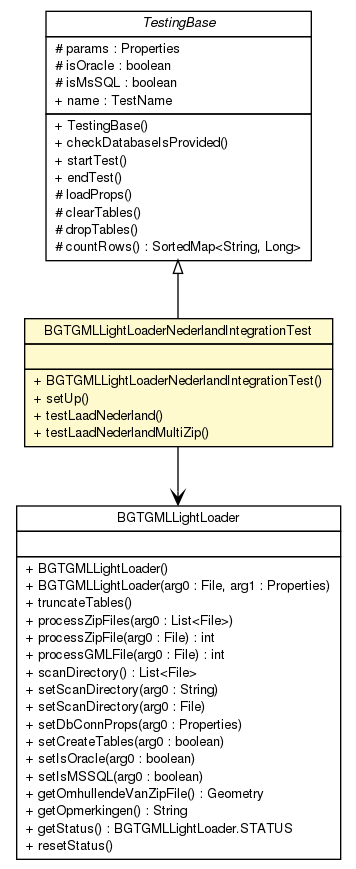 TestingBase
# params : Properties
# isOracle : boolean
# isMsSQL : boolean
+ name : TestName
+ TestingBase()
+ checkDatabaseIsProvided()
+ startTest()
+ endTest()
# loadProps()
# clearTables()
# dropTables()
# countRows() : SortedMap<String, Long>
BGTGMLLightLoaderNederlandIntegrationTest
+ BGTGMLLightLoaderNederlandIntegrationTest()
+ setUp()
+ testLaadNederland()
+ testLaadNederlandMultiZip()
BGTGMLLightLoader
+ BGTGMLLightLoader()
+ BGTGMLLightLoader(arg0 : File, arg1 : Properties)
+ truncateTables()
+ processZipFiles(arg0 : List<File>)
+ processZipFile(arg0 : File) : int
+ processGMLFile(arg0 : File) : int
+ scanDirectory() : List<File>
+ setScanDirectory(arg0 : String)
+ setScanDirectory(arg0 : File)
+ setDbConnProps(arg0 : Properties)
+ setCreateTables(arg0 : boolean)
+ setIsOracle(arg0 : boolean)
+ setIsMSSQL(arg0 : boolean)
+ getOmhullendeVanZipFile() : Geometry
+ getOpmerkingen() : String
+ getStatus() : BGTGMLLightLoader.STATUS
+ resetStatus()